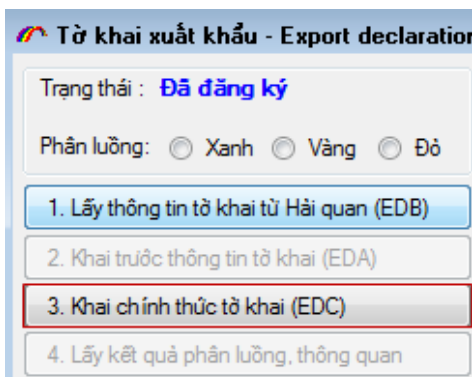 Tờ khai xuất khẩu - Export declaration
Trạng thái : Đã đăng ký
Phân luồng: Xanh Vàng Đỏ
1. Lấy thông tin tờ khai từ Hải quan (EDB)
2. Khai trước thông tin tờ khai (EDA)
3. Khai chính thức tờ khai (EDC)
4. Lấy kết quả phân luồng, thông quan